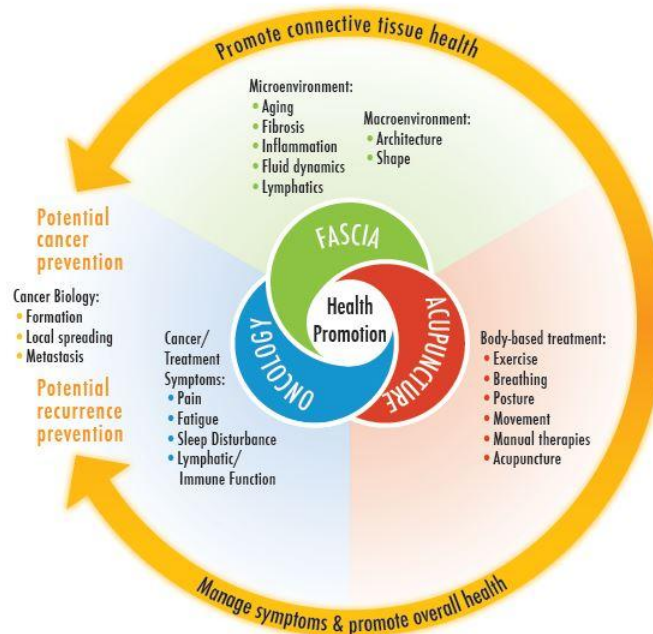 Promote connective tissue health
Microenvironment:
• Aging
• Fibrosis
• Inflammation
• Fluid dynamics
• Lymphatics
Macroenvironment:
• Architecture
• Shape
Potential
cancer
prevention
Cancer Biology:
• Formation
• Local spreading
• Metastasis
Potential
recurrence
prevention
FASCIA
ONCOLOGY
ACUPUNCTURE
Health
Promotion
Cancer/
Treatment
Symptoms:
• Pain
• Fatigue
• Sleep Disturbance
• Lymphatic/
Immune Function
Body-based treatment:
• Exercise
• Breathing
• Posture
• Movement
• Manual therapies
• Acupuncture
Manage symptoms & promote overall health